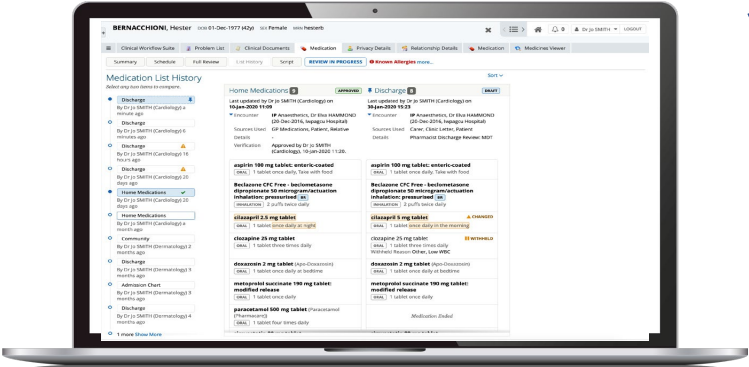 BERNACCHIONI, Hester DOB 01-Dec-1977 (42y) SEX Female MRN hesterb
0 Dr Jo SMITH LOGOUT
Clinical Workflow Suite Problem List Clinical Documents Medication Privacy Details Relationship Details Medication Medicines Viewer
Summary Schedule Full Review List History Script REVIEW IN PROGRESS Known Allergies more...
Medication List History
Sort
Select any two items to compare.
Discharge
By Dr Jo SMITH (Cardiology) a
minute ago
Discharge
By Dr Jo SMITH (Cardiology) 6
minutes ago
Discharge
By Dr Jo SMITH (Cardiology) 16
hours ago
Discharge
By Dr Jo SMITH (Cardiology) 20
days ago
Home Medications
By Dr Jo SMITH (Cardiology) 20
days ago
Home Medications
By Dr Jo SMITH (Cardiology) a
month ago
Community
By Dr Jo SMITH (Dermatology) 2
months ago
Discharge
By Dr Jo SMITH (Dermatology) 3
months ago
Admission Chart
By Dr Jo SMITH (Dermatology) 3
months ago
Discharge
By Dr Jo SMITH (Dermatology) 4
months ago
1 more Show More
Home Medications 9 APPROVED
Last updated by Dr Jo SMITH (Cardiology) on
10-Jan-2020 11:09
Encounter IP Anaesthetics, Dr Elva HAMMOND
(20-Dec-2016, Ixpagzu Hospital)
Sources Used GP Medications, Patient, Relative
Details -
Verification Approved by Dr Jo SMITH
(Cardiology), 10-Jan-2020 11:20.
aspirin 100 mg tablet: enteric-coated
ORAL 1 tablet once daily, Take with food
Beclazone CFC Free - beclometasone
dipropionate 50 microgram/actuation
inhalation: pressurised BR
INHALATION 2 puffs twice daily
cilazapril 2.5 mg tablet
ORAL 1 tablet once daily at night
clozapine 25 mg tablet
ORAL 1 tablet three times daily
doxazosin 2 mg tablet (Apo-Doxazosin)
ORAL 1 tablet once daily at bedtime
metoprolol succinate 190 mg tablet:
modified release
ORAL 1 tablet once daily
paracetamol 500 mg tablet (Paracetamol
(Pharmacare))
ORAL 1 tablet four times daily
Discharge 8 DRAFT
Last updated by Dr Jo SMITH (Cardiology) on
30-Jan-2020 15:23
Encounter IP Anaesthetics, Dr Elva HAMMOND
(20-Dec-2016, Ixpagzu Hospital)
Sources Used Carer, Clinic Letter, Patient
Details Pharmacist Discharge Review: MDT
aspirin 100 mg tablet: enteric-coated
ORAL 1 tablet once daily, Take with food
Beclazone CFC Free - beclometasone
dipropionate 50 microgram/actuation
inhalation: pressurised BR
INHALATION 2 puffs twice daily
cilazapril 5 mg tablet CHANGED
ORAL 1 tablet once daily in the morning
clozapine 25 mg tablet WITHHELD
ORAL 1 tablet three times daily
Withheld Reason Other, Low WBC
doxazosin 2 mg tablet (Apo-Doxazosin)
ORAL 1 tablet once daily at bedtime
metoprolol succinate 190 mg tablet:
modified release
ORAL 1 tablet once daily
Medication Ended